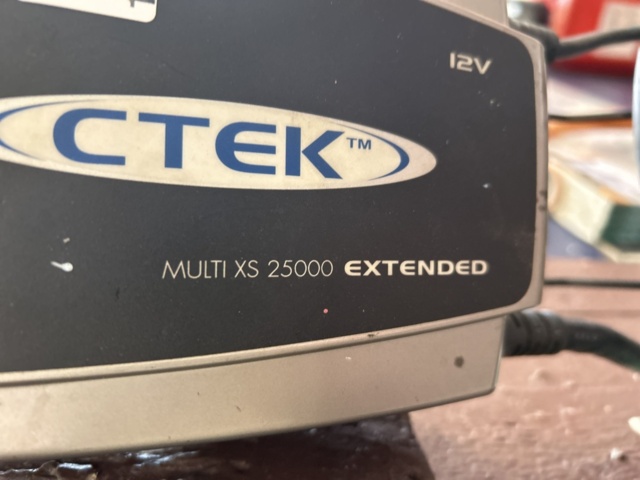 12V
CTEK™
MULTI XS 25000 EXTENDED